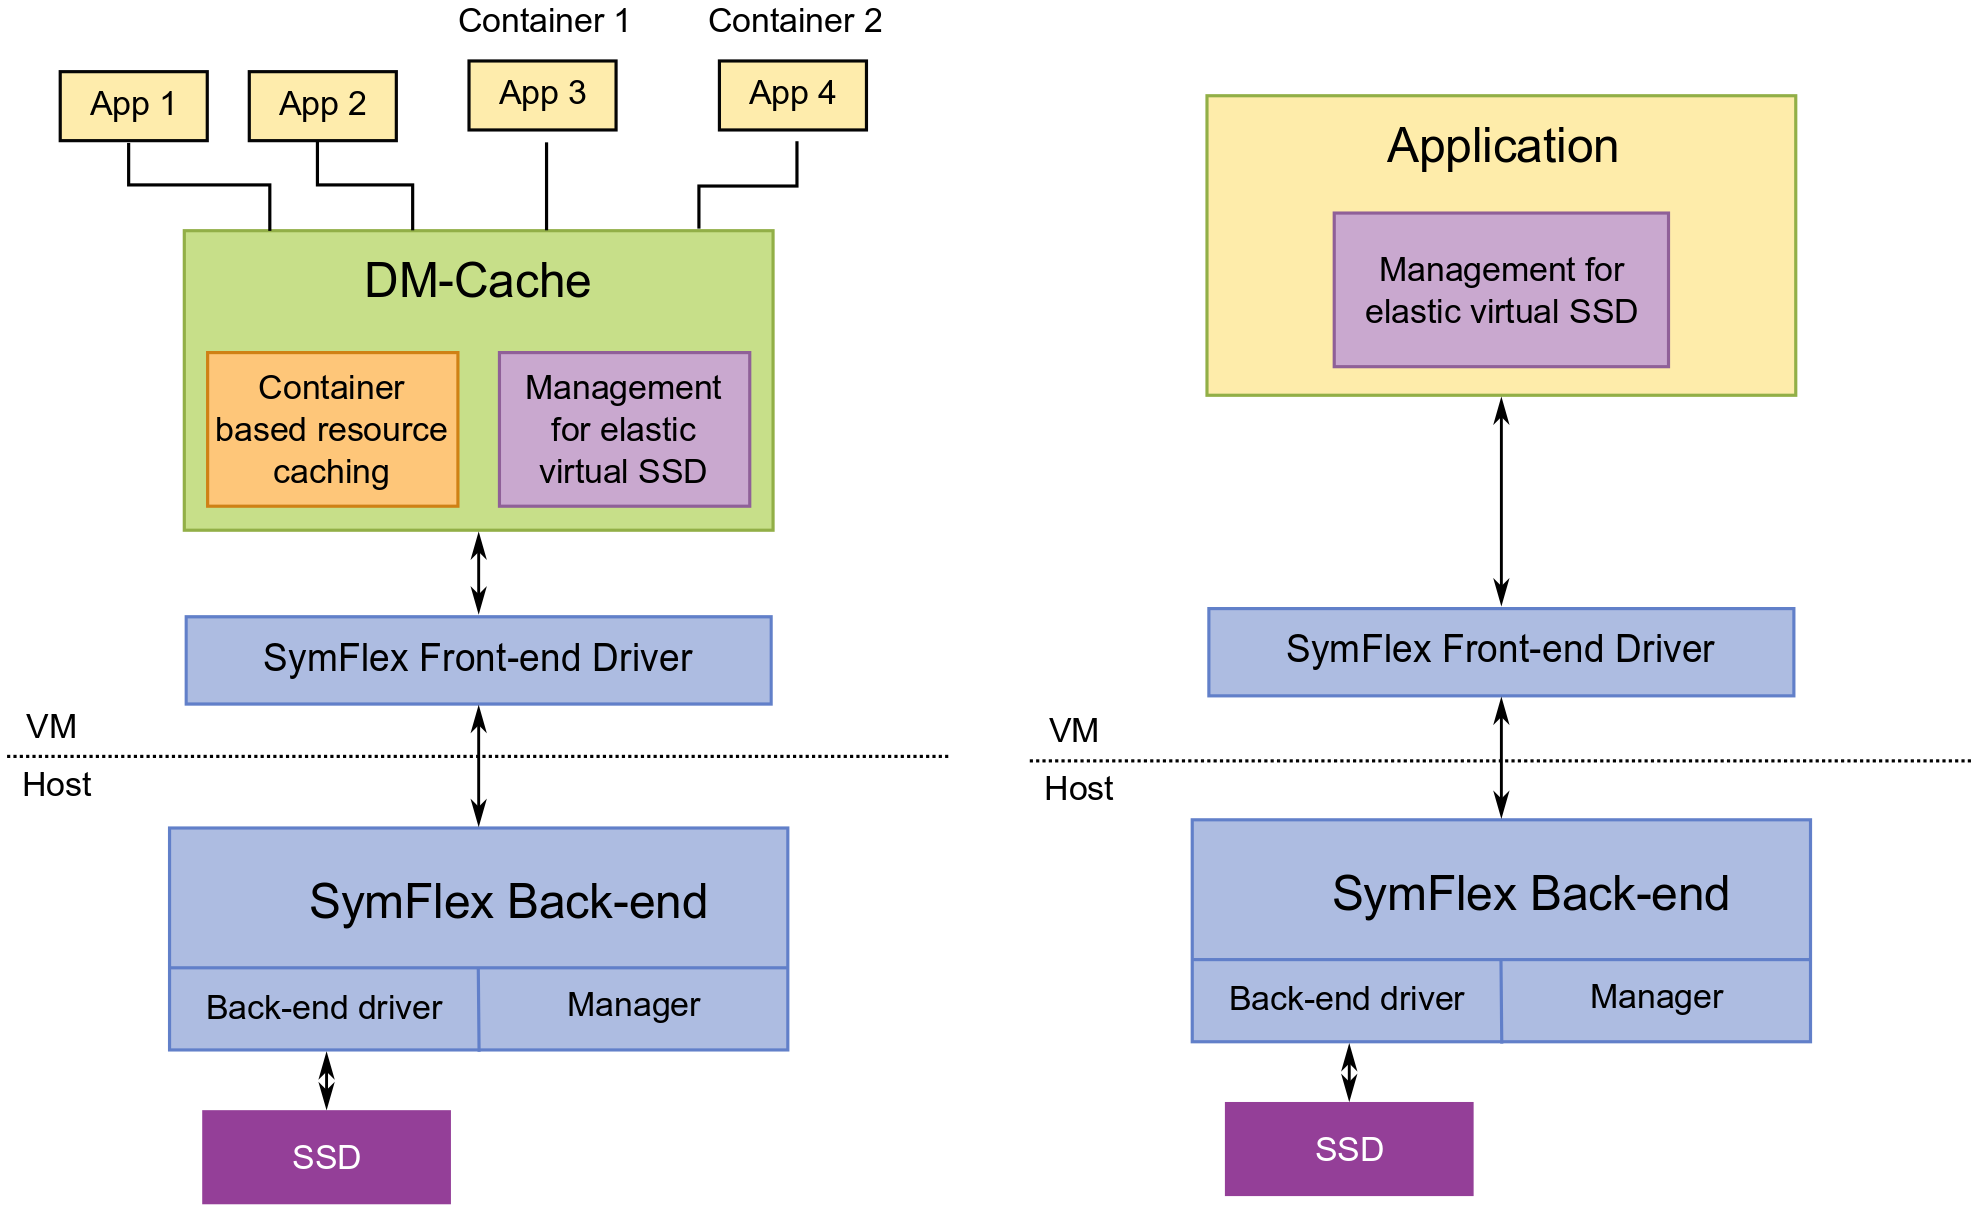 Container 1
Container 2
App 1
App 2
App 3
App 4
DM-Cache
Container
based resource
caching
Management
for elastic
virtual SSD
SymFlex Front-end Driver
VM
Host
SymFlex Back-end
Back-end driver
Manager
SSD
Application
Management for
elastic virtual SSD
SymFlex Front-end Driver
VM
Host
SymFlex Back-end
Back-end driver
Manager
SSD